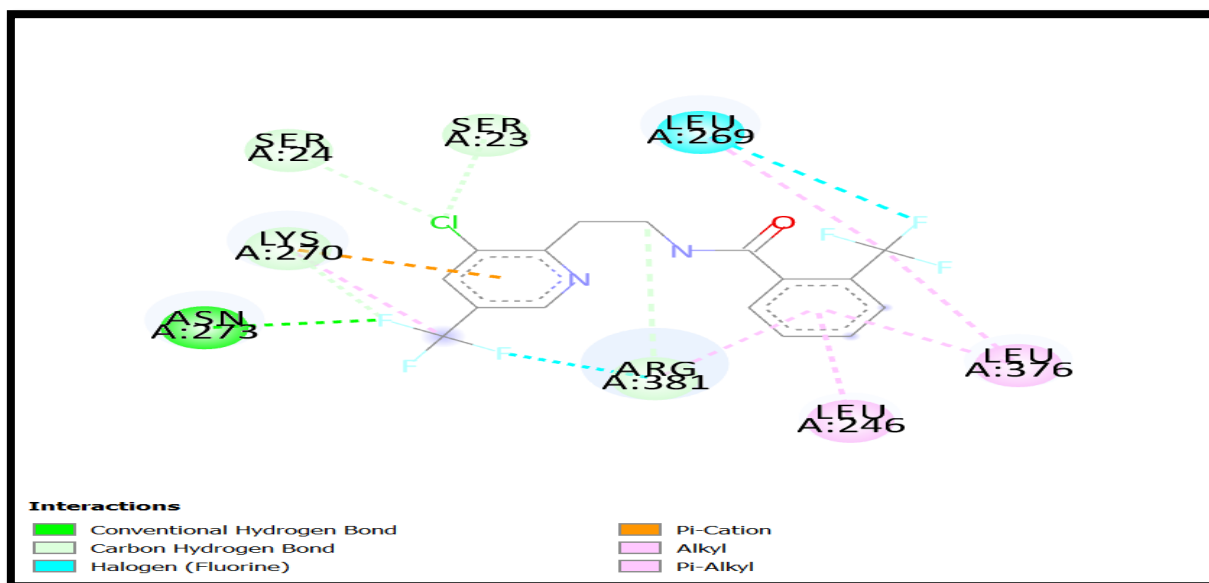 SER
A:24
SER
A:23
LEU
A:269
Cl
F
F
F
O
N
LYS
A:270
N
ASN
A:273
F
F
F
ARG
A:381
LEU
A:376
LEU
A:246
Interactions
Conventional Hydrogen Bond
Carbon Hydrogen Bond
Halogen (Fluorine)
Pi-Cation
Alkyl
Pi-Alkyl